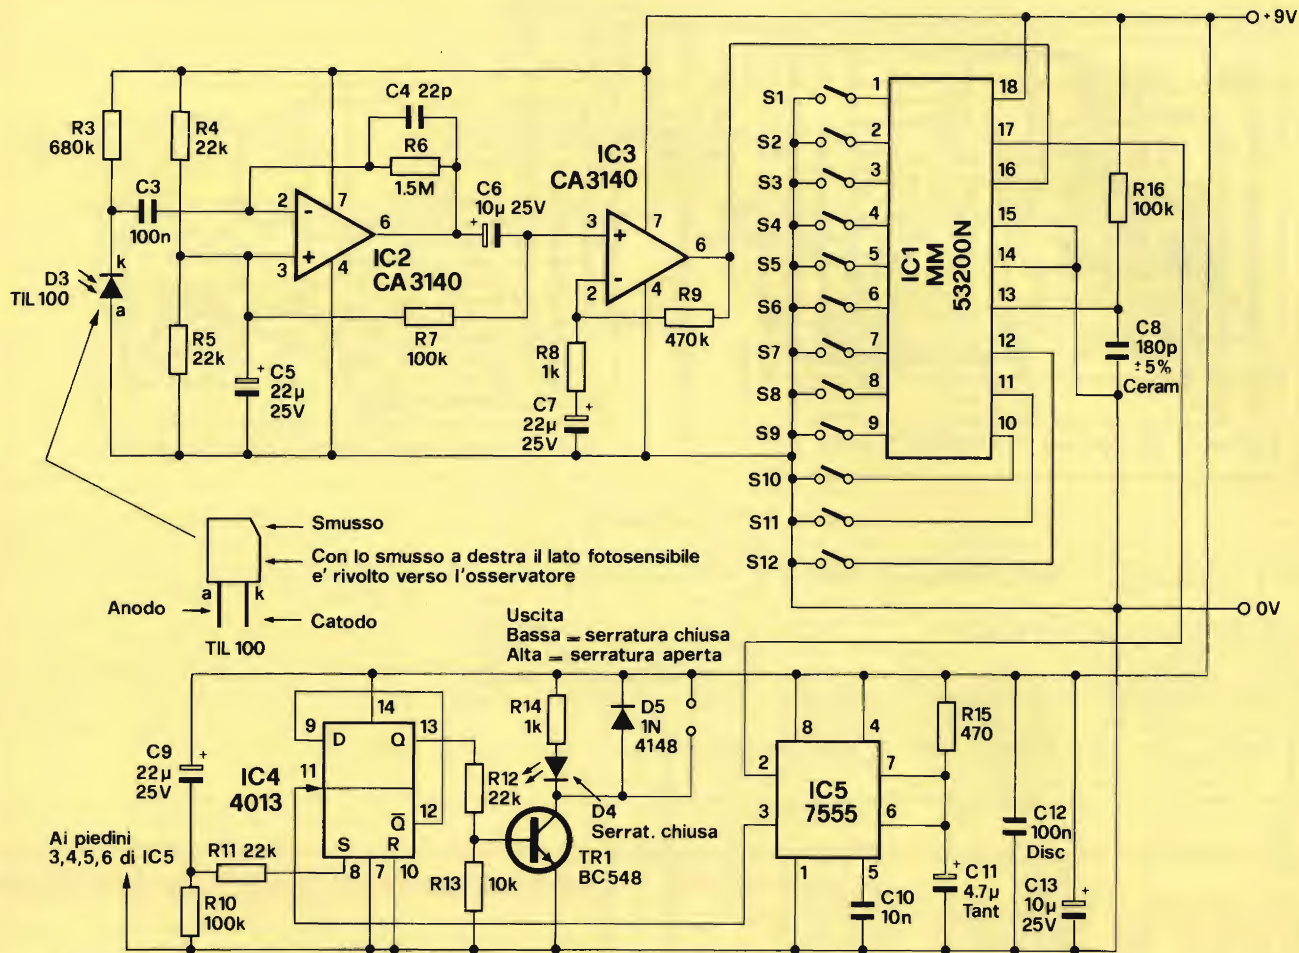 +9V
R3
680k
R4
22k
C4 22p
R6
1.5M
C3
100n
2
3
7
6
4
-
+
IC2
CA3140
C6
10µ 25V
+
IC3
CA3140
3
2
7
6
4
+
-
D3
TIL 100
k
a
R5
22k
+
C5
22µ
25V
R7
100k
R8
1k
C7
22µ
25V
+
R9
470k
S1
S2
S3
S4
S5
S6
S7
S8
S9
S10
S11
S12
1
2
3
4
5
6
7
8
9
IC1
MM
53200N
18
17
16
15
14
13
12
11
10
R16
100k
C8
180p
±5%
Ceram
0V
Smusso
Con lo smusso a destra il lato fotosensibile
e' rivolto verso l'osservatore
a
k
Anodo
Catodo
TIL 100
Uscita
Bassa = serratura chiusa
Alta = serratura aperta
C9
22µ
25V
+
Ai piedini
3,4,5,6 di IC5
R11 22k
R10
100k
IC4
4013
9
11
14
13
12
8
7
10
D
Q
Q̅
S
R
R12
22k
R13
10k
R14
1k
D4
Serrat. chiusa
D5
1N
4148
TR1
BC548
2
3
8
4
7
6
1
5
IC5
7555
C10
10n
R15
470
+
C11
4.7µ
Tant
C12
100n
Disc
C13
10µ
25V
+